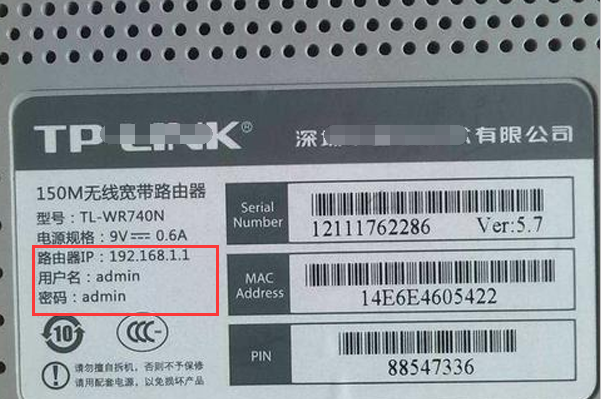 TP-LINK®
深圳 有限公司
150M无线宽带路由器
型号：TL-WR740N
电源规格：9V⎓ 0.6A
路由器IP：192.168.1.1
用户名：admin
密码：admin
10
CCC
请勿擅自拆机，否则不予保修
请用配套电源，以免损坏产品
Serial
Number
12111762286 Ver:5.7
MAC
Address
14E6E4605422
PIN
88547336